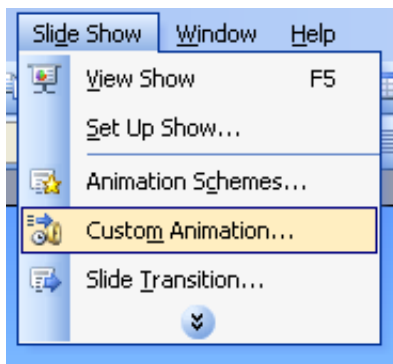 Slide Show Window Help
View Show F5
Set Up Show...
Animation Schemes...
Custom Animation...
Slide Transition...